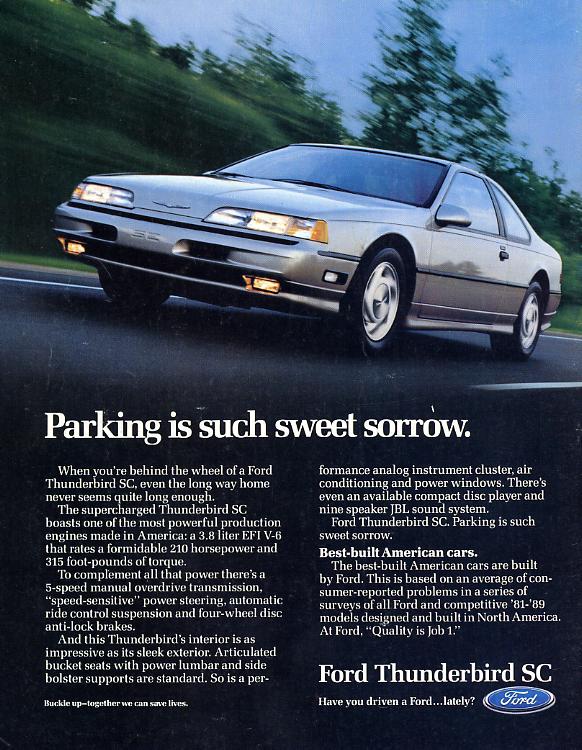 SC
Parking is such sweet sorrow.
When you're behind the wheel of a Ford
Thunderbird SC, even the long way home
never seems quite long enough.
The supercharged Thunderbird SC
boasts one of the most powerful production
engines made in America: a 3.8 liter EFI V-6
that rates a formidable 210 horsepower and
315 foot-pounds of torque.
To complement all that power there's a
5-speed manual overdrive transmission,
"speed-sensitive" power steering, automatic
ride control suspension and four-wheel disc
anti-lock brakes.
And this Thunderbird's interior is as
impressive as its sleek exterior. Articulated
bucket seats with power lumbar and side
bolster supports are standard. So is a per-
formance analog instrument cluster, air
conditioning and power windows. There's
even an available compact disc player and
nine speaker JBL sound system.
Ford Thunderbird SC. Parking is such
sweet sorrow.
Best-built American cars.
The best-built American cars are built
by Ford. This is based on an average of con-
sumer-reported problems in a series of
surveys of all Ford and competitive '81-'89
models designed and built in North America.
At Ford, "Quality is Job 1."
Ford Thunderbird SC
Buckle up—together we can save lives.
Have you driven a Ford...lately?
Ford